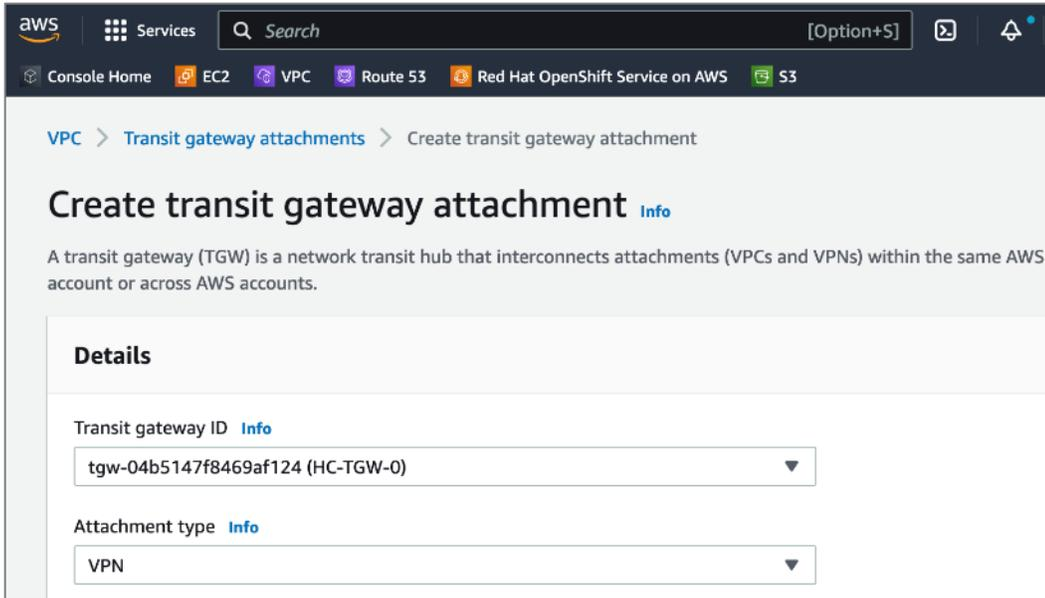 aws Services Search [Option+S]
Console Home EC2 VPC Route 53 Red Hat OpenShift Service on AWS S3
VPC > Transit gateway attachments > Create transit gateway attachment
Create transit gateway attachment Info
A transit gateway (TGW) is a network transit hub that interconnects attachments (VPCs and VPNs) within the same AWS
account or across AWS accounts.
Details
Transit gateway ID Info
tgw-04b5147f8469af124 (HC-TGW-0)
Attachment type Info
VPN